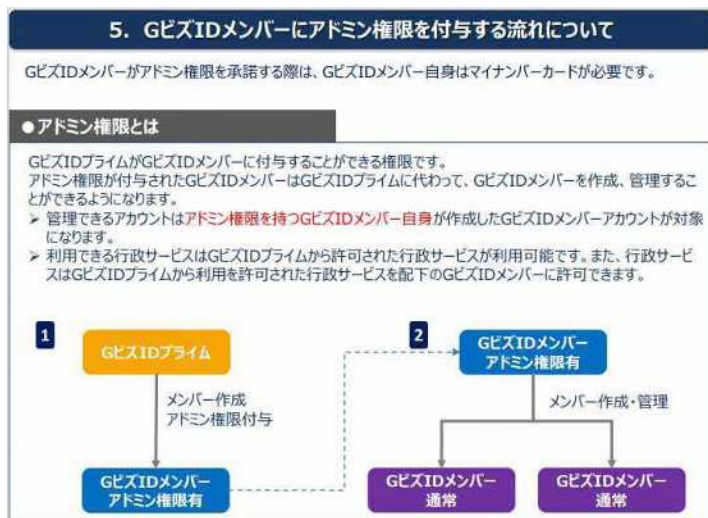 5. GビズIDメンバーにアドミン権限を付与する流れについて
GビズIDメンバーがアドミン権限を承諾する際は、GビズIDメンバー自身はマイナンバーカードが必要です。
●アドミン権限とは
GビズIDプライムがGビズIDメンバーに付与することができる権限です。
アドミン権限が付与されたGビズIDメンバーはGビズIDプライムに代わって、GビズIDメンバーを作成、管理するこ
とができるようになります。
➢ 管理できるアカウントはアドミン権限を持つGビズIDメンバー自身が作成したGビズIDメンバーアカウントが対象
になります。
➢ 利用できる行政サービスはGビズIDプライムから許可された行政サービスが利用可能です。また、行政サービ
スはGビズIDプライムから利用を許可された行政サービスを配下のGビズIDメンバーに許可できます。
1
GビズIDプライム
メンバー作成
アドミン権限付与
GビズIDメンバー
アドミン権限有
2
GビズIDメンバー
アドミン権限有
メンバー作成・管理
GビズIDメンバー
通常
GビズIDメンバー
通常